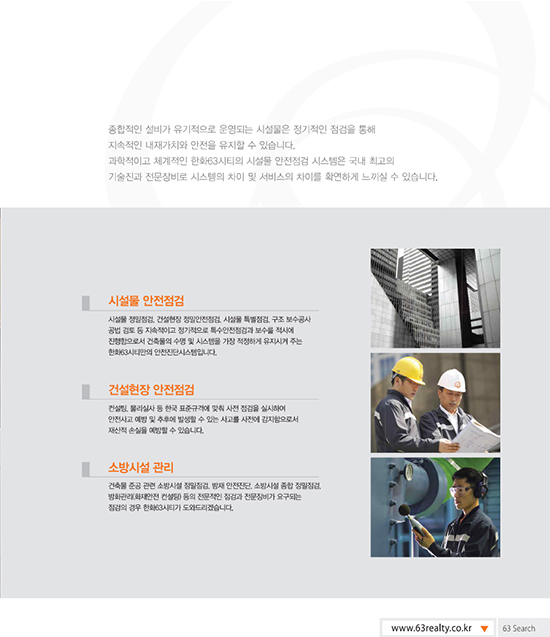 종합적인 설비가 유기적으로 운영되는 시설물은 정기적인 점검을 통해
지속적인 내재가치와 안전을 유지할 수 있습니다.
과학적이고 체계적인 한화63시티의 시설물 안전점검 시스템은 국내 최고의
기술진과 전문장비로 시스템의 차이 및 서비스의 차이를 확연하게 느끼실 수 있습니다.
시설물 안전점검
시설물 정밀점검, 건설현장 정밀안전점검, 시설물 특별점검, 구조 보수공사
공법 검토 등 지속적이고 정기적으로 특수안전점검과 보수를 적시에
진행함으로서 건축물의 수명 및 시스템을 가장 적정하게 유지시켜 주는
한화63시티만의 안전진단시스템입니다.
건설현장 안전점검
컨설팅, 물리실사 등 한국 표준규격에 맞춰 사전 점검을 실시하여
안전사고 예방 및 추후에 발생할 수 있는 사고를 사전에 감지함으로서
재산적 손실을 예방할 수 있습니다.
소방시설 관리
건축물 준공 관련 소방시설 정밀점검, 방재 안전진단, 소방시설 종합 정밀점검,
방화관리(화재안전 컨설팅) 등의 전문적인 점검과 전문장비가 요구되는
점검의 경우 한화63시티가 도와드리겠습니다.
www.63realty.co.kr ▼ 63 Search